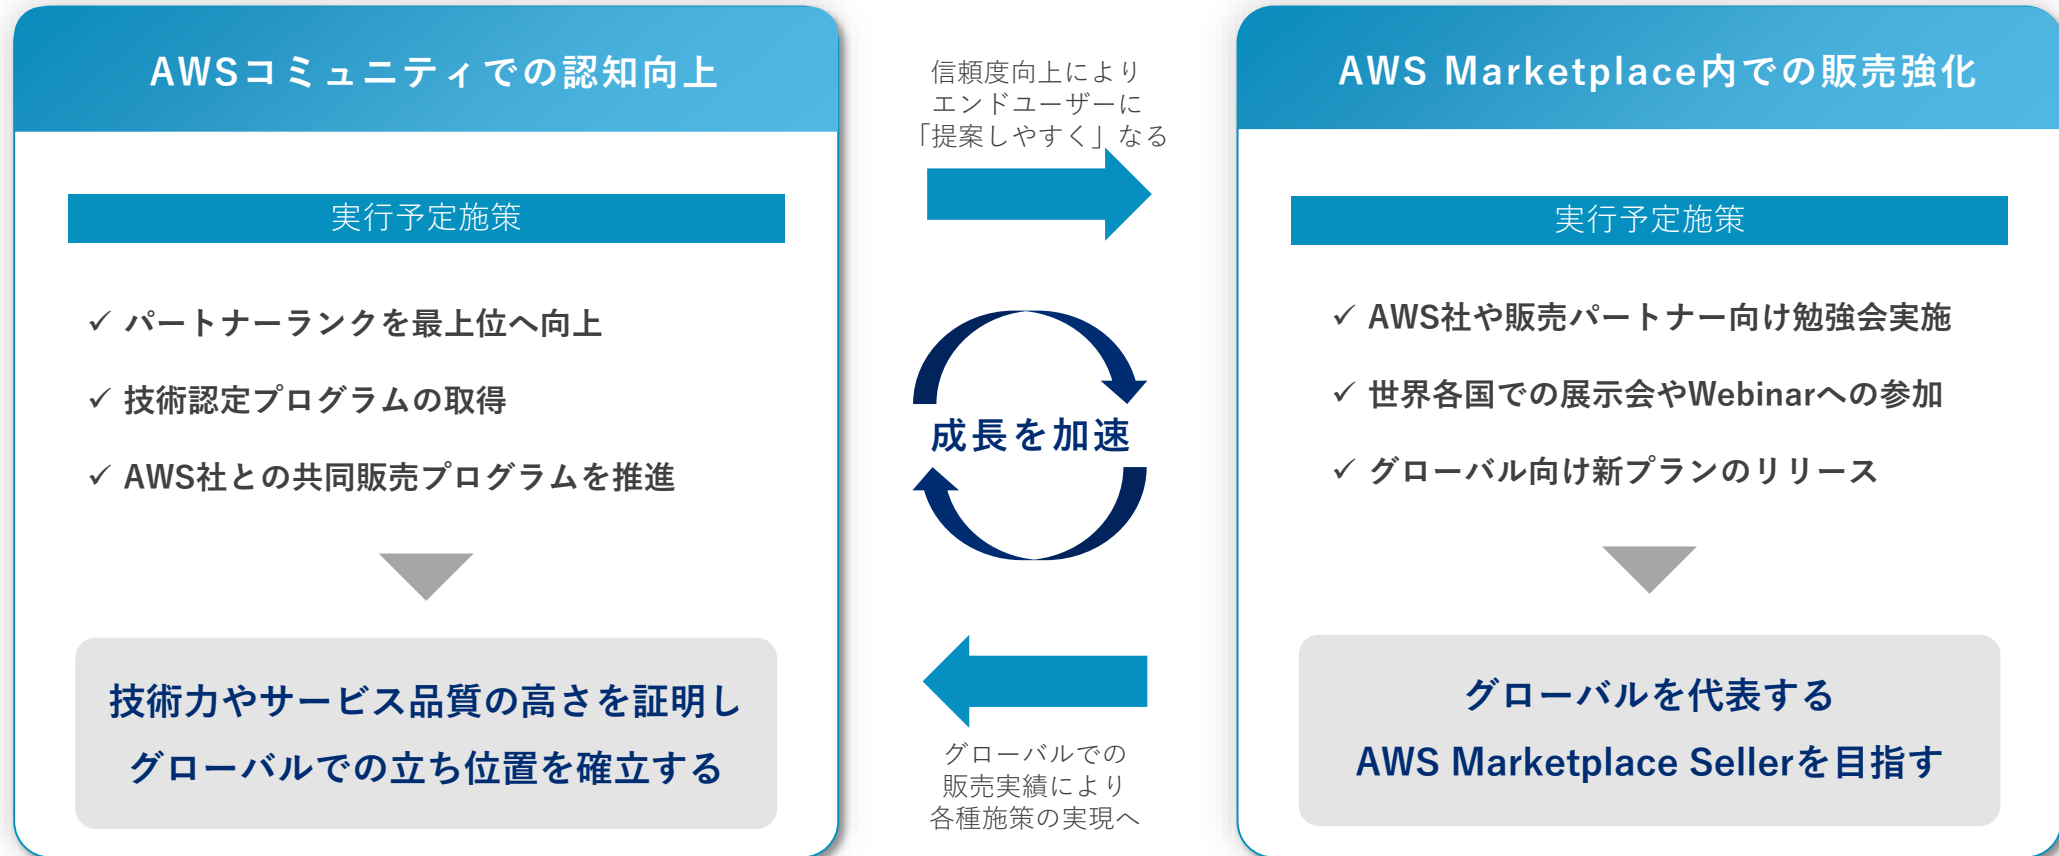 AWSコミュニティでの認知向上
実行予定施策
✓ パートナーランクを最上位へ向上
✓ 技術認定プログラムの取得
✓ AWS社との共同販売プログラムを推進
技術力やサービス品質の高さを証明し
グローバルでの立ち位置を確立する
信頼度向上により
エンドユーザーに
「提案しやすく」なる
成長を加速
グローバルでの
販売実績により
各種施策の実現へ
AWS Marketplace内での販売強化
実行予定施策
✓ AWS社や販売パートナー向け勉強会実施
✓ 世界各国での展示会やWebinarへの参加
✓ グローバル向け新プランのリリース
グローバルを代表する
AWS Marketplace Sellerを目指す